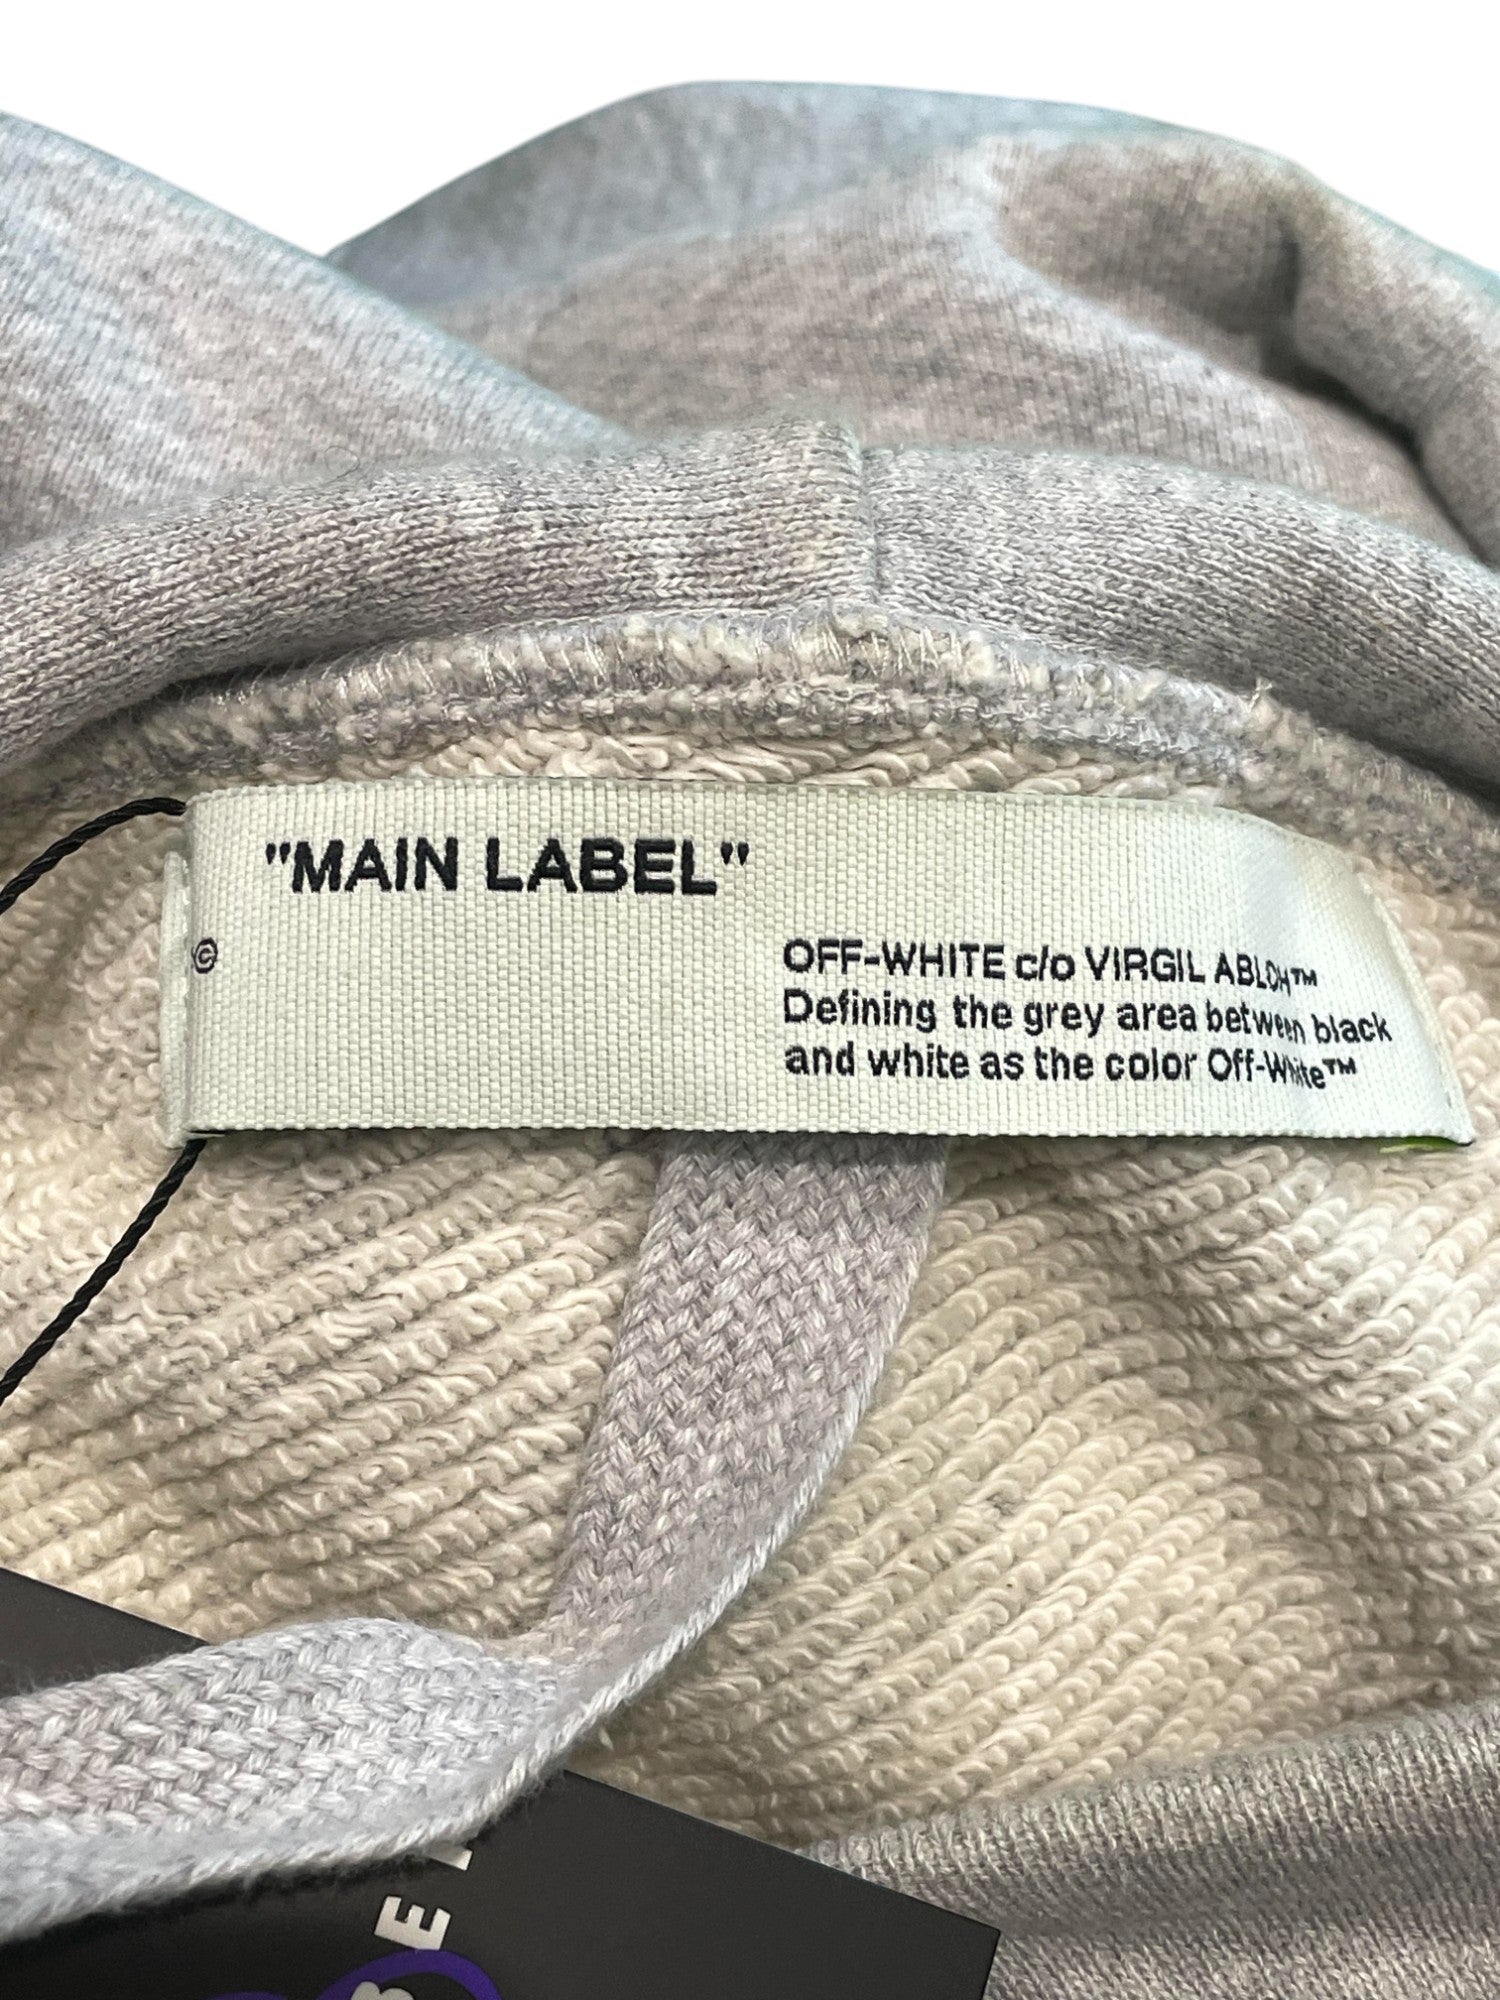 "MAIN LABEL"
©
OFF-WHITE c/o VIRGIL ABLOH™
Defining the grey area between black
and white as the color Off-White™
E
B